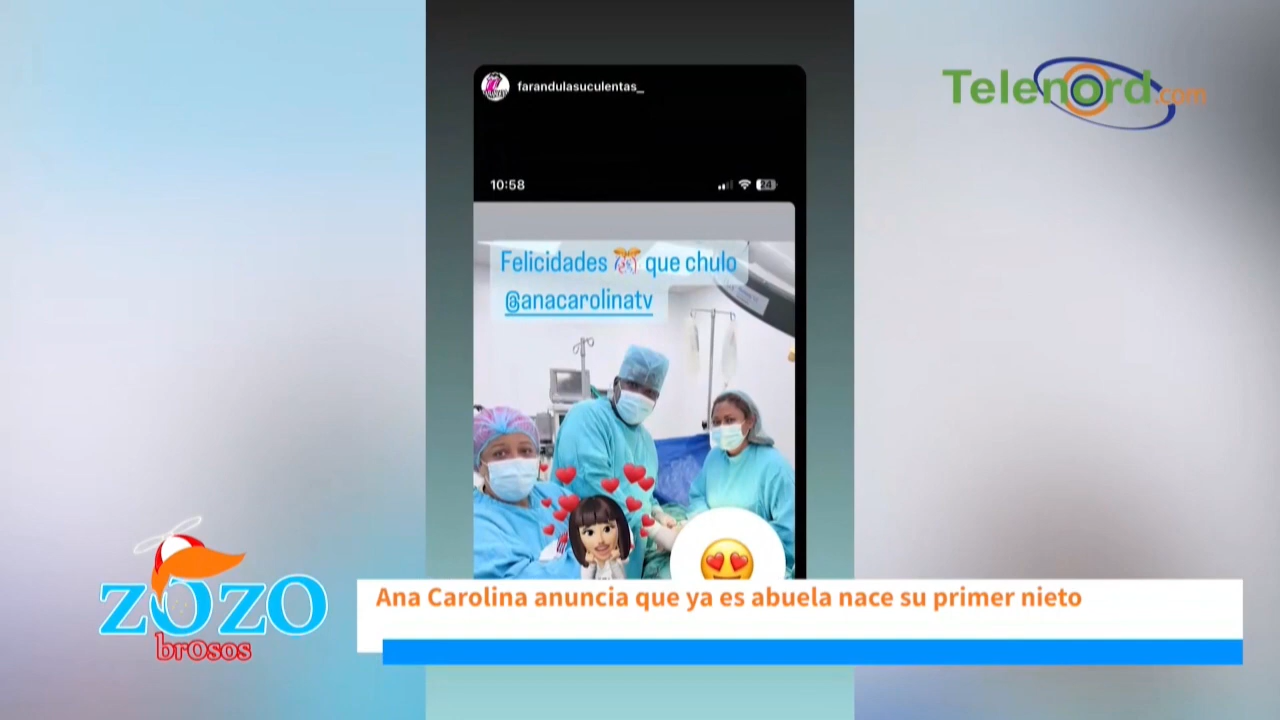 Telenord.com
farandulasuculentas_
10:58
24
Felicidades que chulo
@anacarolinatv
zozo
brosos
Ana Carolina anuncia que ya es abuela nace su primer nieto